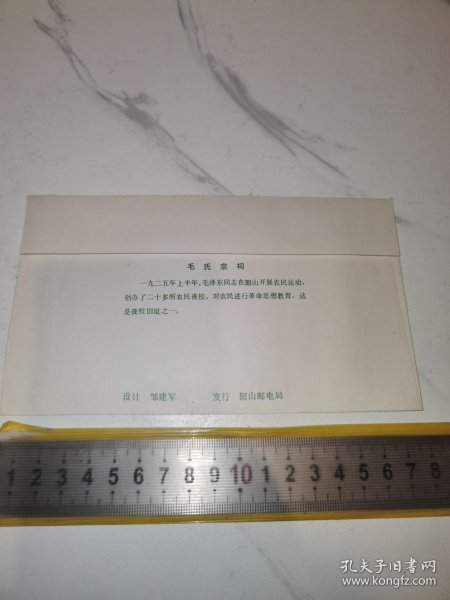 毛氏宗祠
一九二五年上半年，毛泽东同志在韶山开展农民运动，
创办了二十多所农民夜校，对农民进行革命思想教育，这
是夜校旧址之一。
设计 邹建军 发行 韶山邮电局
1 2 3 4 5 6 7 8 9 10 1 2 3 4 5 6 7 8
孔夫子旧书网
www.kongfz.com